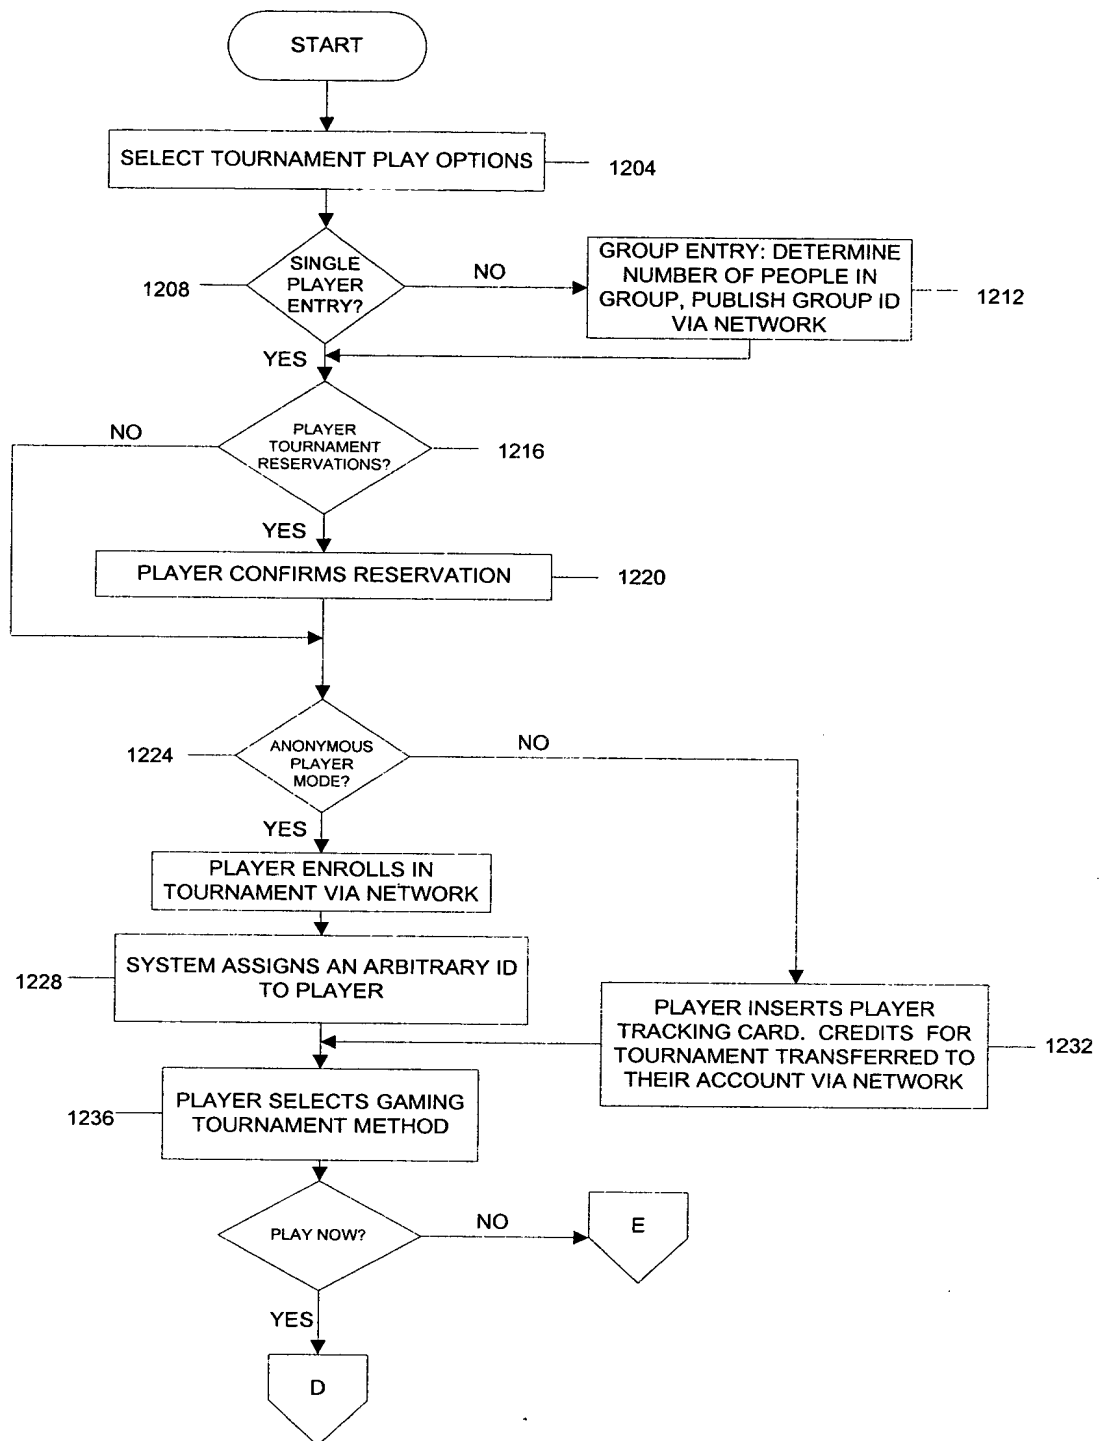 START
SELECT TOURNAMENT PLAY OPTIONS
1204
SINGLE
PLAYER
ENTRY?
1208
NO
GROUP ENTRY: DETERMINE
NUMBER OF PEOPLE IN
GROUP, PUBLISH GROUP ID
VIA NETWORK
1212
YES
PLAYER
TOURNAMENT
RESERVATIONS?
NO
1216
YES
PLAYER CONFIRMS RESERVATION
1220
1224
ANONYMOUS
PLAYER
MODE?
NO
YES
PLAYER ENROLLS IN
TOURNAMENT VIA NETWORK
1228
SYSTEM ASSIGNS AN ARBITRARY ID
TO PLAYER
PLAYER INSERTS PLAYER
TRACKING CARD. CREDITS FOR
TOURNAMENT TRANSFERRED TO
THEIR ACCOUNT VIA NETWORK
1232
1236
PLAYER SELECTS GAMING
TOURNAMENT METHOD
PLAY NOW?
NO
E
YES
D